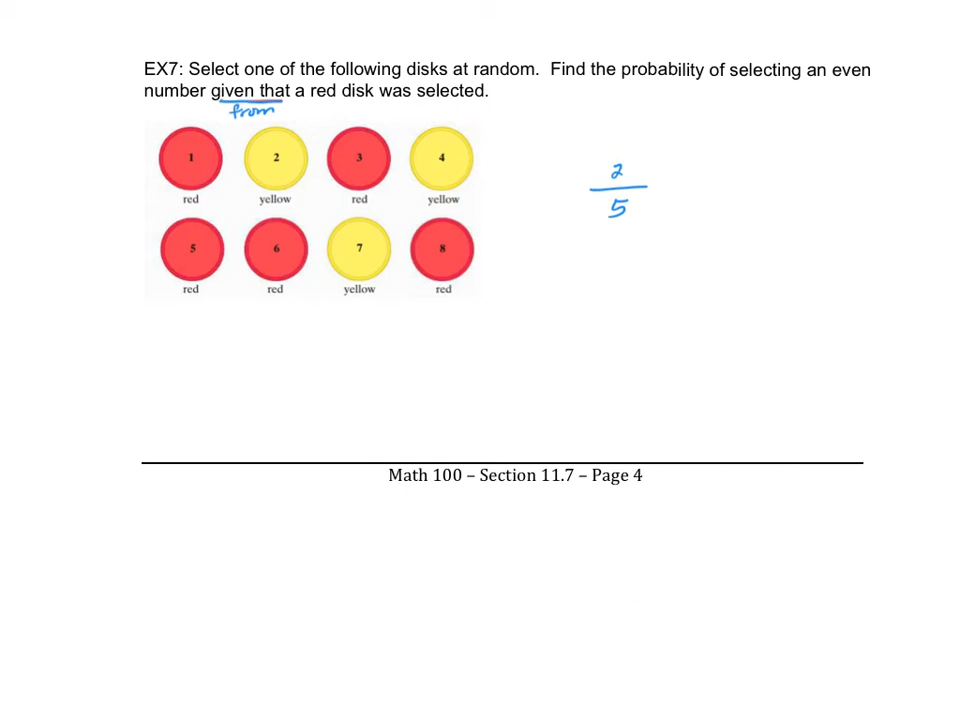 EX7: Select one of the following disks at random. Find the probability of selecting an even
number given that a red disk was selected.
from
1 2 3 4
red yellow red yellow
2
5
5 6 7 8
red red yellow red
Math 100 – Section 11.7 – Page 4